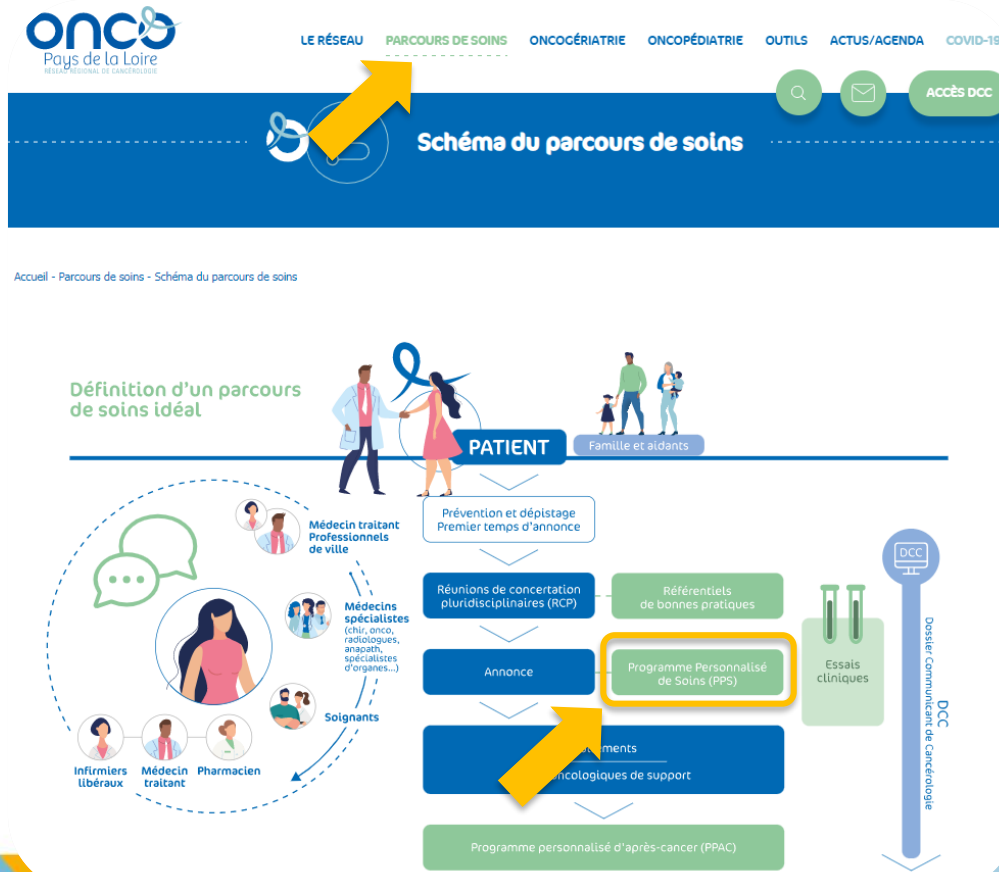 onco
Pays de la Loire
RÉSEAU RÉGIONAL DE CANCÉROLOGIE
LE RÉSEAU
PARCOURS DE SOINS
ONCOGÉRIATRIE
ONCOPÉDIATRIE
OUTILS
ACTUS/AGENDA
COVID-19
ACCÈS DCC
Schéma du parcours de soins
Accueil - Parcours de soins - Schéma du parcours de soins
Définition d'un parcours
de soins idéal
PATIENT
Famille et aidants
Prévention et dépistage
Premier temps d'annonce
Médecin traitant
Professionnels
de ville
Réunions de concertation
pluridisciplinaires (RCP)
Référentiels
de bonnes pratiques
Médecins
spécialistes
(chir, onco,
radiologues,
anapath,
spécialistes
d'organes...)
Annonce
Programme Personnalisé
de Soins (PPS)
Essais
cliniques
DCC
DCC
Dossier Communicant de Cancérologie
Soignants
Infirmiers
libéraux
Médecin
traitant
Pharmacien
ements
ncologiques de support
Programme personnalisé d'après-cancer (PPAC)